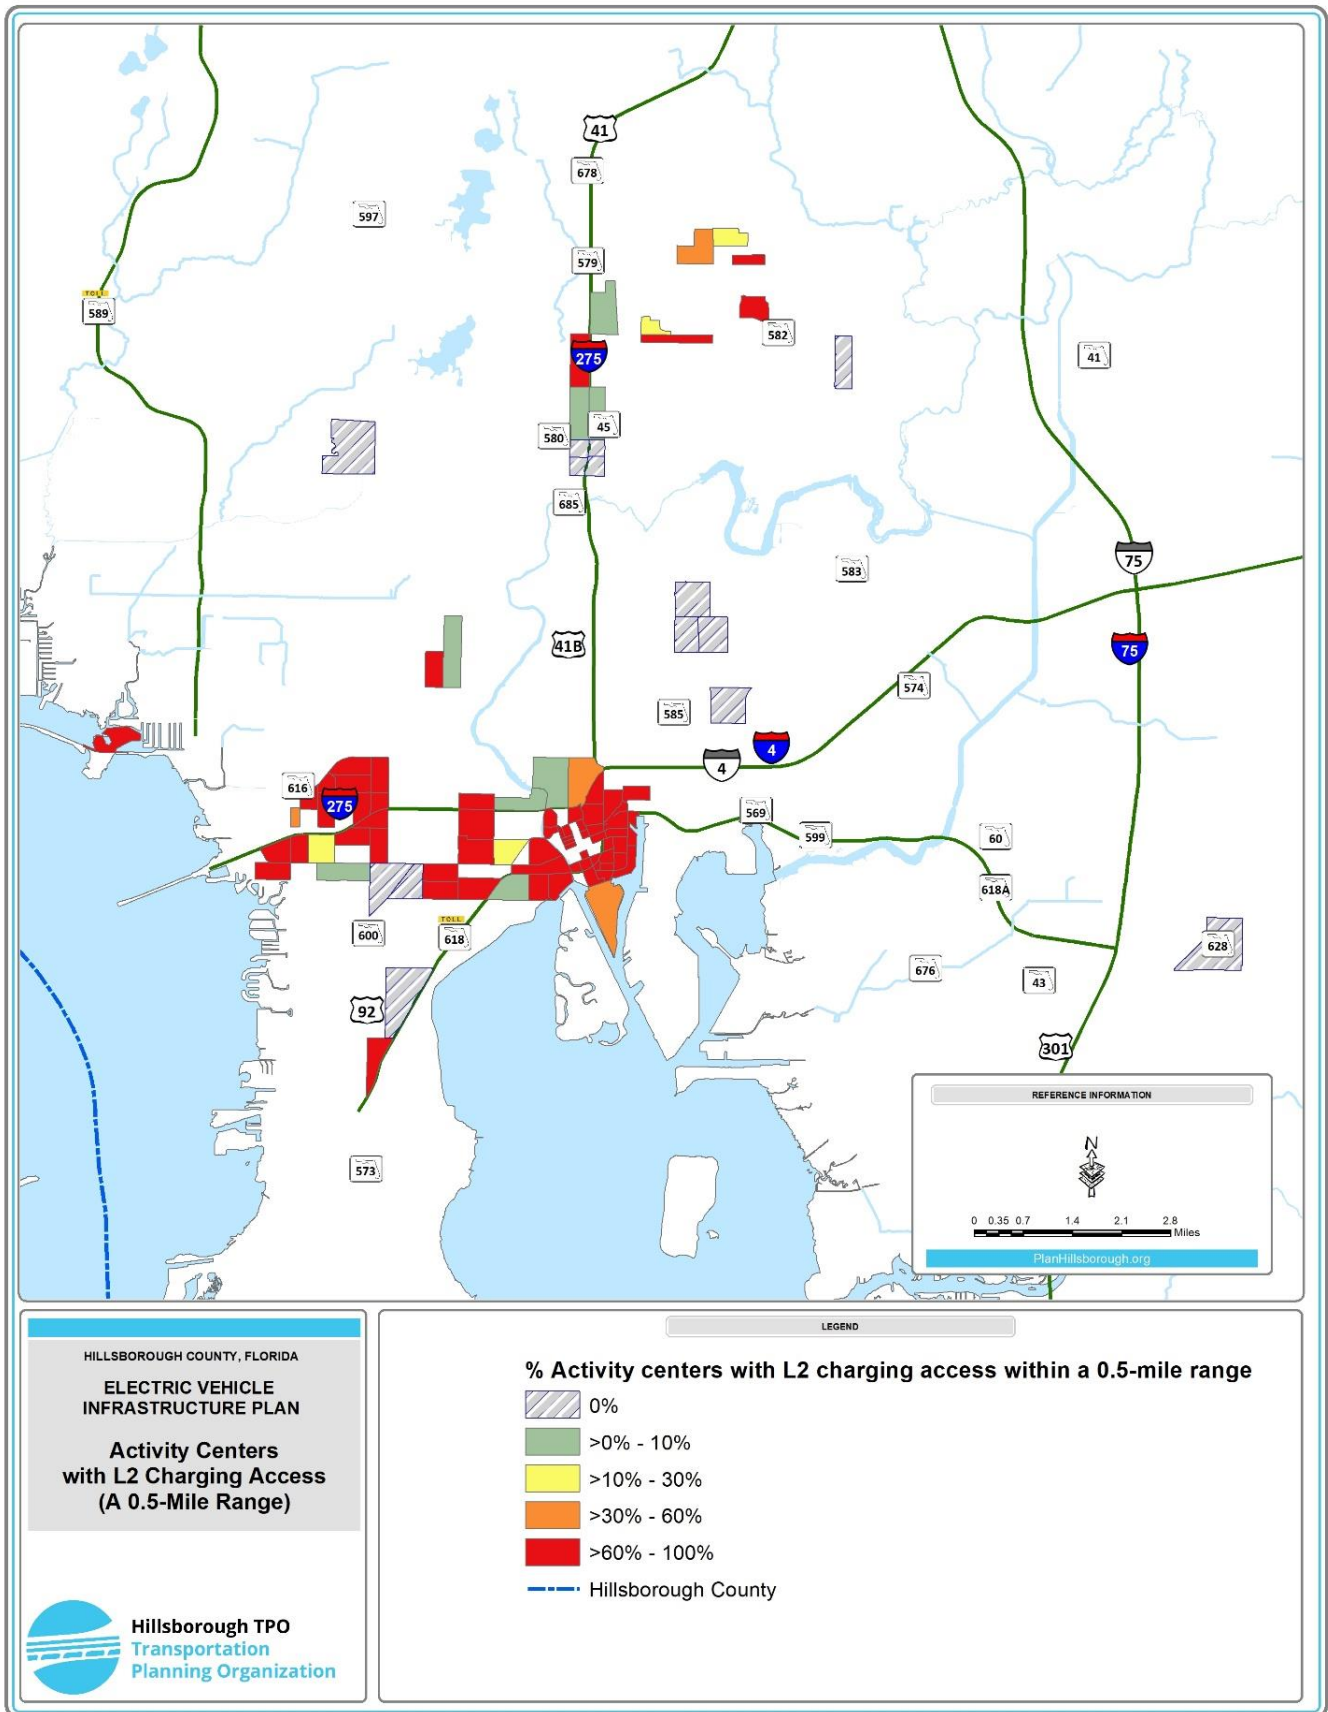 41
678
597
579
TOLL
589
582
275
41
45
580
685
75
583
41B
75
574
585
4
4
616
275
569
599
60
618A
TOLL
600
618
628
676
43
92
301
573
REFERENCE INFORMATION
N
0 0.35 0.7 1.4 2.1 2.8
Miles
PlanHillsborough.org
HILLSBOROUGH COUNTY, FLORIDA
ELECTRIC VEHICLE
INFRASTRUCTURE PLAN
Activity Centers
with L2 Charging Access
(A 0.5-Mile Range)
Hillsborough TPO
Transportation
Planning Organization
LEGEND
% Activity centers with L2 charging access within a 0.5-mile range
0%
>0% - 10%
>10% - 30%
>30% - 60%
>60% - 100%
Hillsborough County